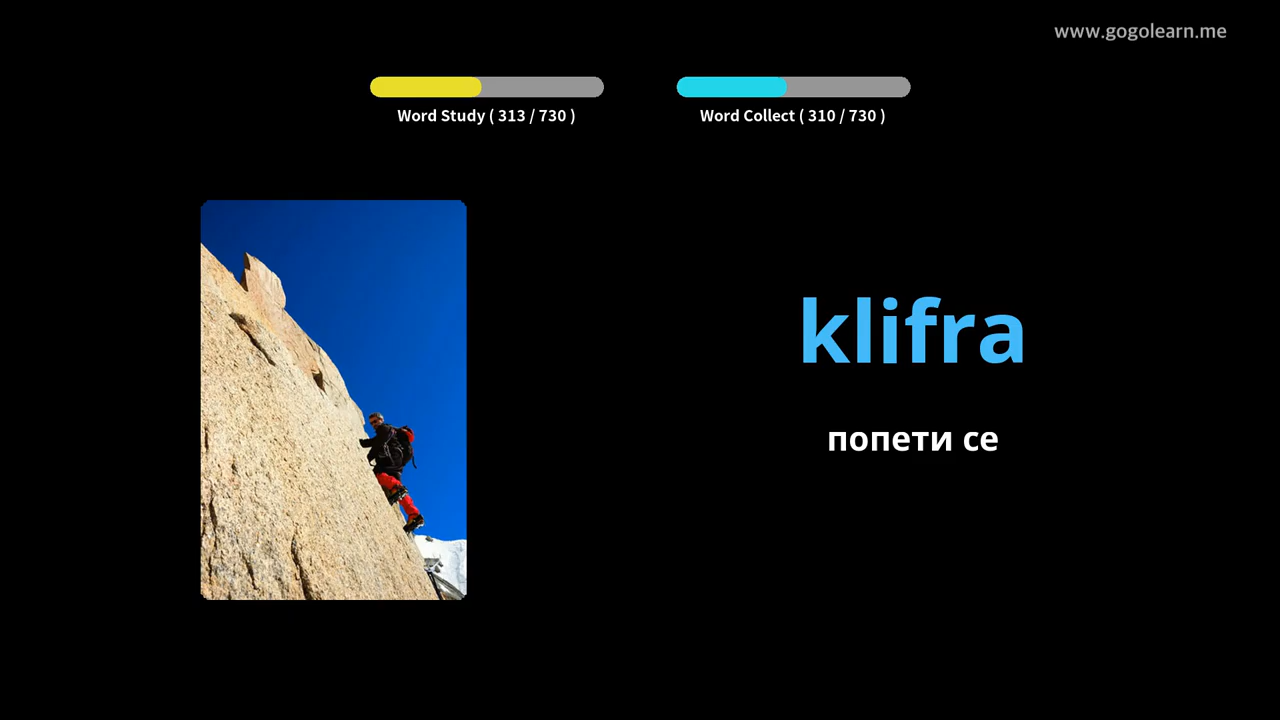 www.gogolearn.me
Word Study ( 313 / 730 )
Word Collect ( 310 / 730 )
klifra
попети се